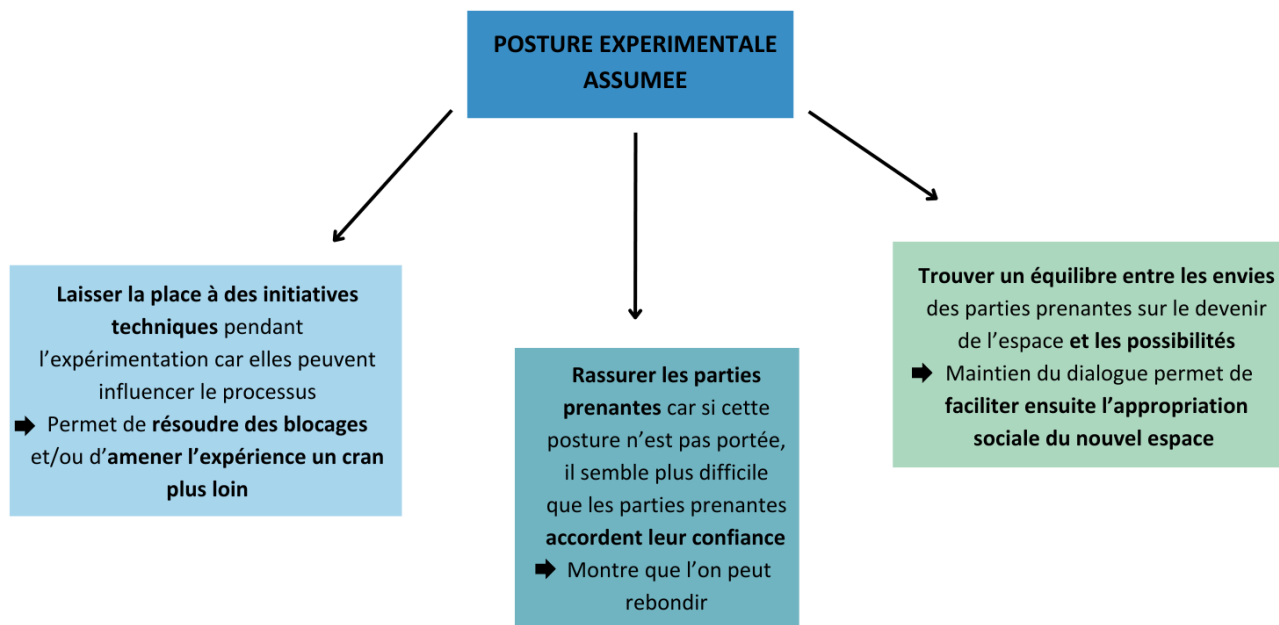 POSTURE EXPERIMENTALE
ASSUMEE
Laisser la place à des initiatives
techniques pendant
l’expérimentation car elles peuvent
influencer le processus
🡆 Permet de résoudre des blocages
et/ou d’amener l’expérience un cran
plus loin
Rassurer les parties
prenantes car si cette
posture n’est pas portée,
il semble plus difficile
que les parties prenantes
accordent leur confiance
🡆 Montre que l’on peut
rebondir
Trouver un équilibre entre les envies
des parties prenantes sur le devenir
de l’espace et les possibilités
🡆 Maintien du dialogue permet de
faciliter ensuite l’appropriation
sociale du nouvel espace